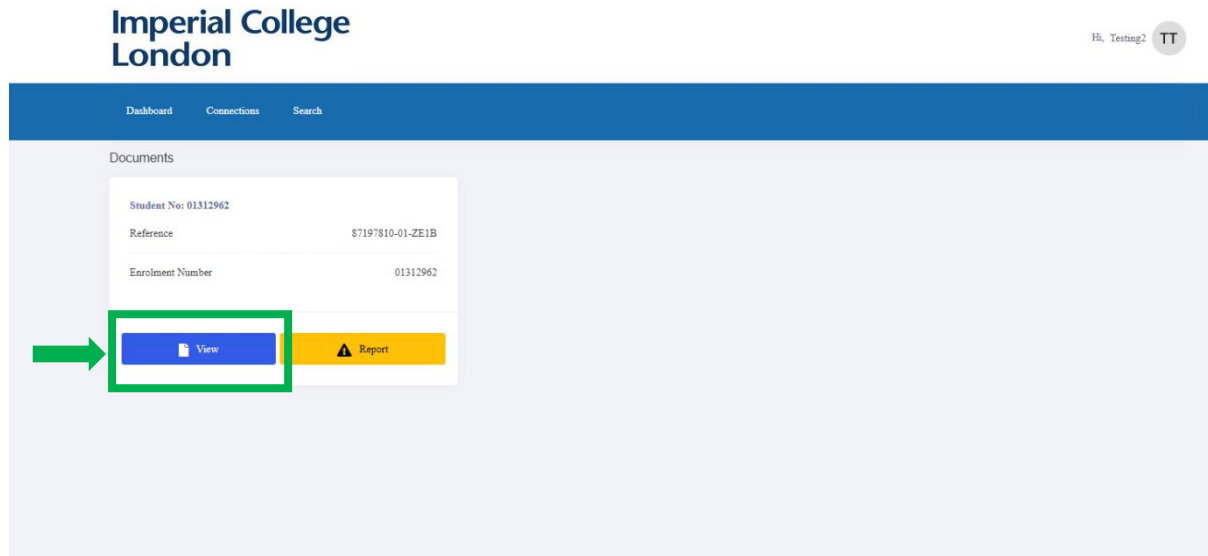 Imperial College
London
Hi, Testing2 TT
Dashboard Connections Search
Documents
Student No: 01312962
Reference 87197810-01-ZE1B
Enrolment Number 01312962
View Report